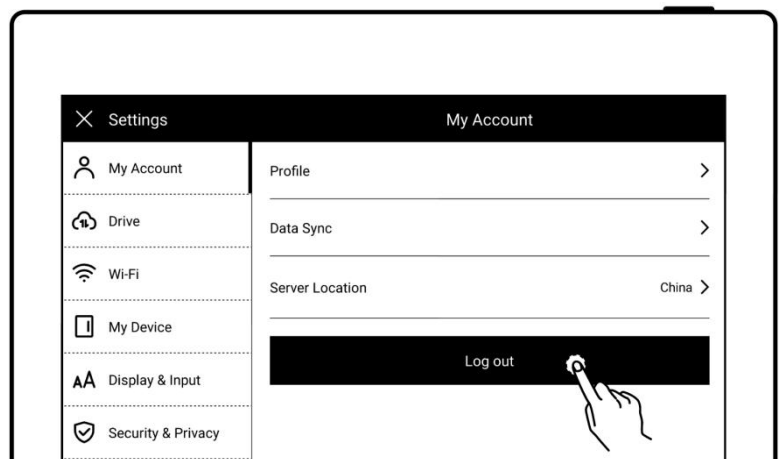 Settings
My Account
My Account
Drive
Wi-Fi
My Device
Display & Input
Security & Privacy
Profile
Data Sync
Server Location China
Log out